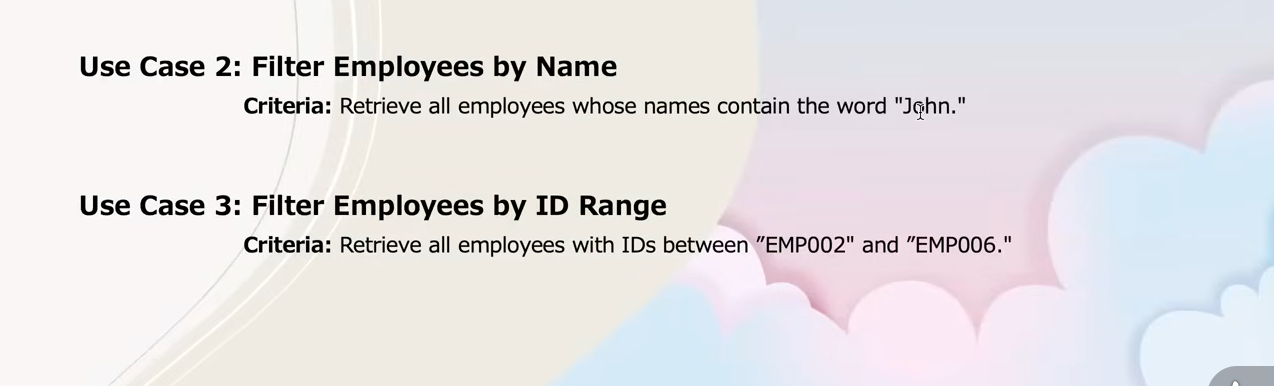 Use Case 2: Filter Employees by Name
Criteria: Retrieve all employees whose names contain the word "John."
Use Case 3: Filter Employees by ID Range
Criteria: Retrieve all employees with IDs between ”EMP002" and ”EMP006."